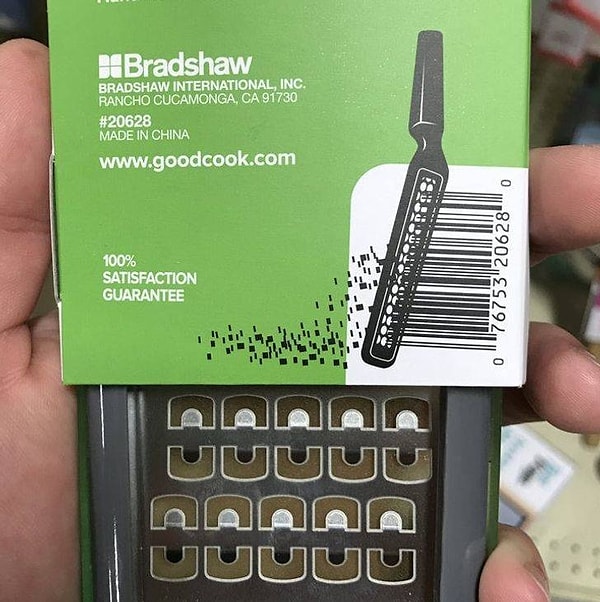 Bradshaw
BRADSHAW INTERNATIONAL, INC.
RANCHO CUCAMONGA, CA 91730
#20628
MADE IN CHINA
www.goodcook.com
100%
SATISFACTION
GUARANTEE
0 76753 20628 0